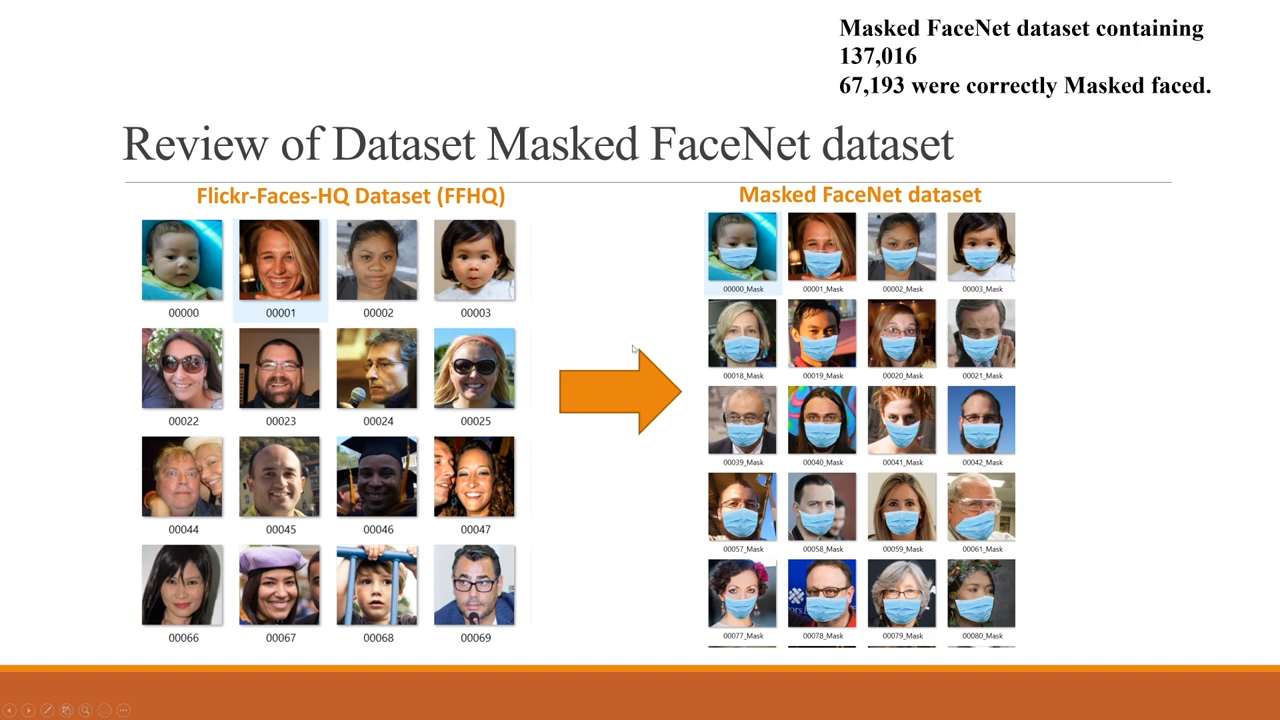 Masked FaceNet dataset containing
137,016
67,193 were correctly Masked faced.
Review of Dataset Masked FaceNet dataset
Flickr-Faces-HQ Dataset (FFHQ)
00000 00001 00002 00003
00022 00023 00024 00025
00044 00045 00046 00047
00066 00067 00068 00069
Masked FaceNet dataset
00000_Mask 00001_Mask 00002_Mask 00003_Mask
00018_Mask 00019_Mask 00020_Mask 00021_Mask
00039_Mask 00040_Mask 00041_Mask 00042_Mask
00057_Mask 00058_Mask 00059_Mask 00061_Mask
00077_Mask 00078_Mask 00079_Mask 00080_Mask